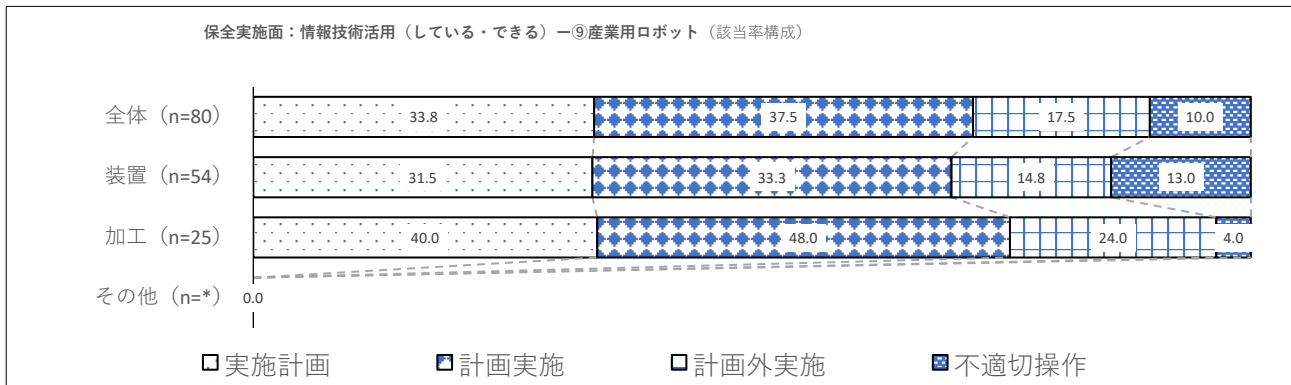 保全実施面：情報技術活用（している・できる）ー⑨産業用ロボット（該当率構成）
全体（n=80） 33.8 37.5 17.5 10.0
装置（n=54） 31.5 33.3 14.8 13.0
加工（n=25） 40.0 48.0 24.0 4.0
その他（n=*） 0.0
実施計画 計画実施 計画外実施 不適切操作